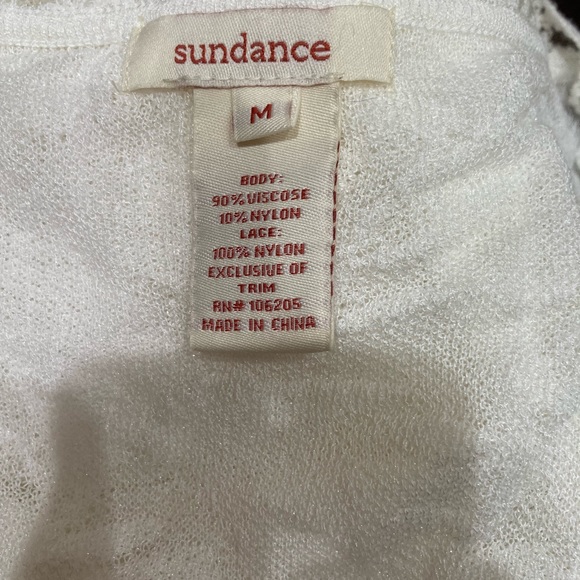 sundance
M
BODY:
90% VISCOSE
10% NYLON
LACE:
100% NYLON
EXCLUSIVE OF
TRIM
RN# 106205
MADE IN CHINA